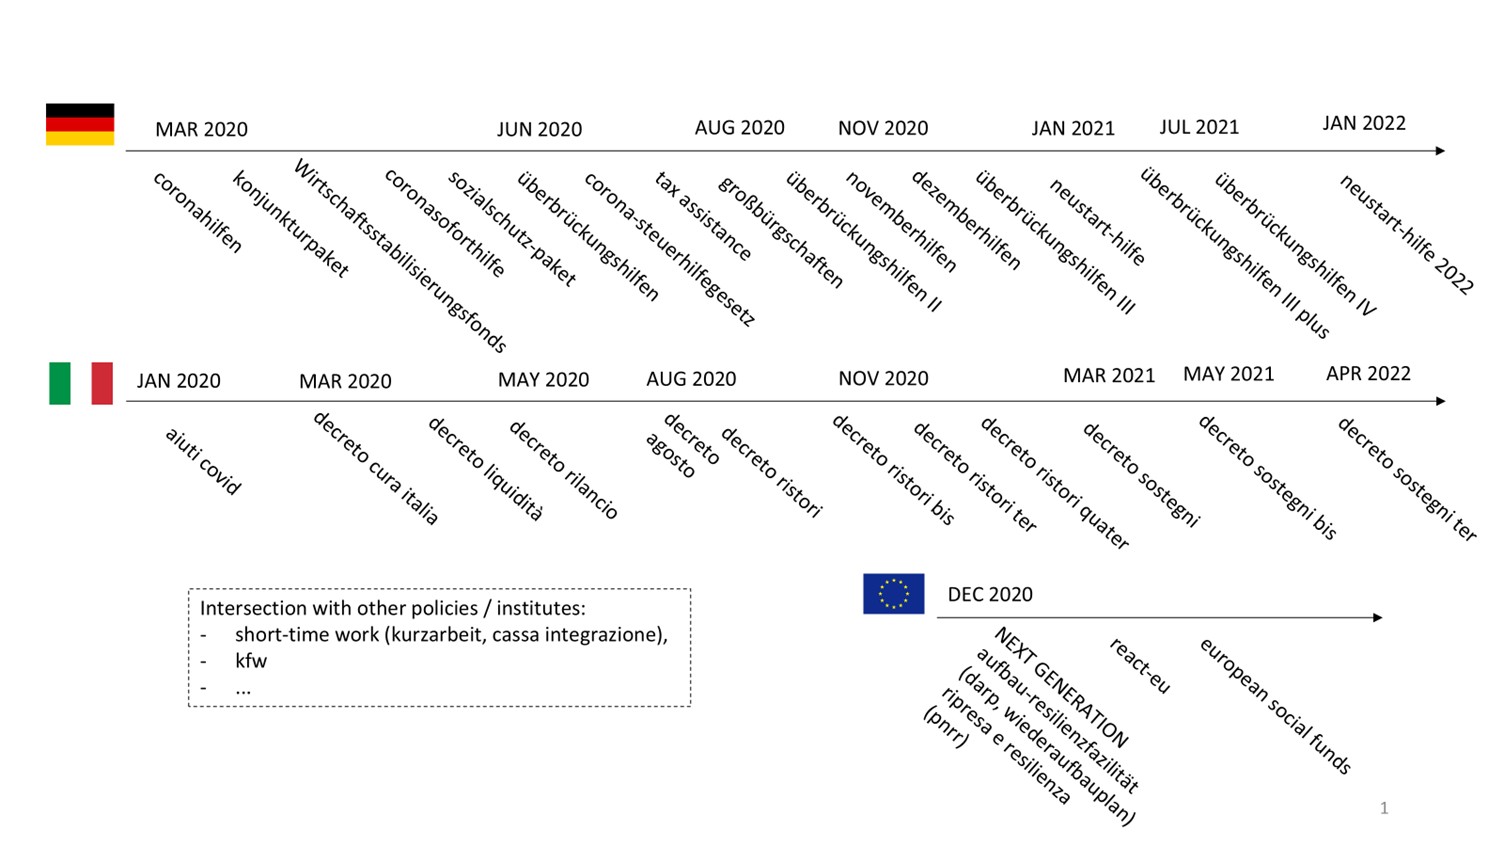 MAR 2020
JUN 2020
AUG 2020
NOV 2020
JAN 2021
JUL 2021
JAN 2022
coronahilfen
konjunkturpaket
Wirtschaftsstabilisierungsfonds
coronasoforthilfe
sozialschutz-paket
überbrückungshilfen
corona-steuerhilfegesetz
tax assistance
großbürgschaften
überbrückungshilfen II
novemberhilfen
dezemberhilfen
überbrückungshilfen III
neustart-hilfe
überbrückungshilfen III plus
überbrückungshilfen IV
neustart-hilfe 2022
JAN 2020
MAR 2020
MAY 2020
AUG 2020
NOV 2020
MAR 2021
MAY 2021
APR 2022
aiuti covid
decreto cura italia
decreto liquidità
decreto rilancio
decreto
agosto
decreto ristori
decreto ristori bis
decreto ristori ter
decreto ristori quater
decreto sostegni
decreto sostegni bis
decreto sostegni ter
Intersection with other policies / institutes:
- short-time work (kurzarbeit, cassa integrazione),
- kfw
- ...
DEC 2020
NEXT GENERATION
aufbau-resilienzfazilität
(darp, wiederaufbauplan)
ripresa e resilienza
(pnrr)
react-eu
european social funds
1